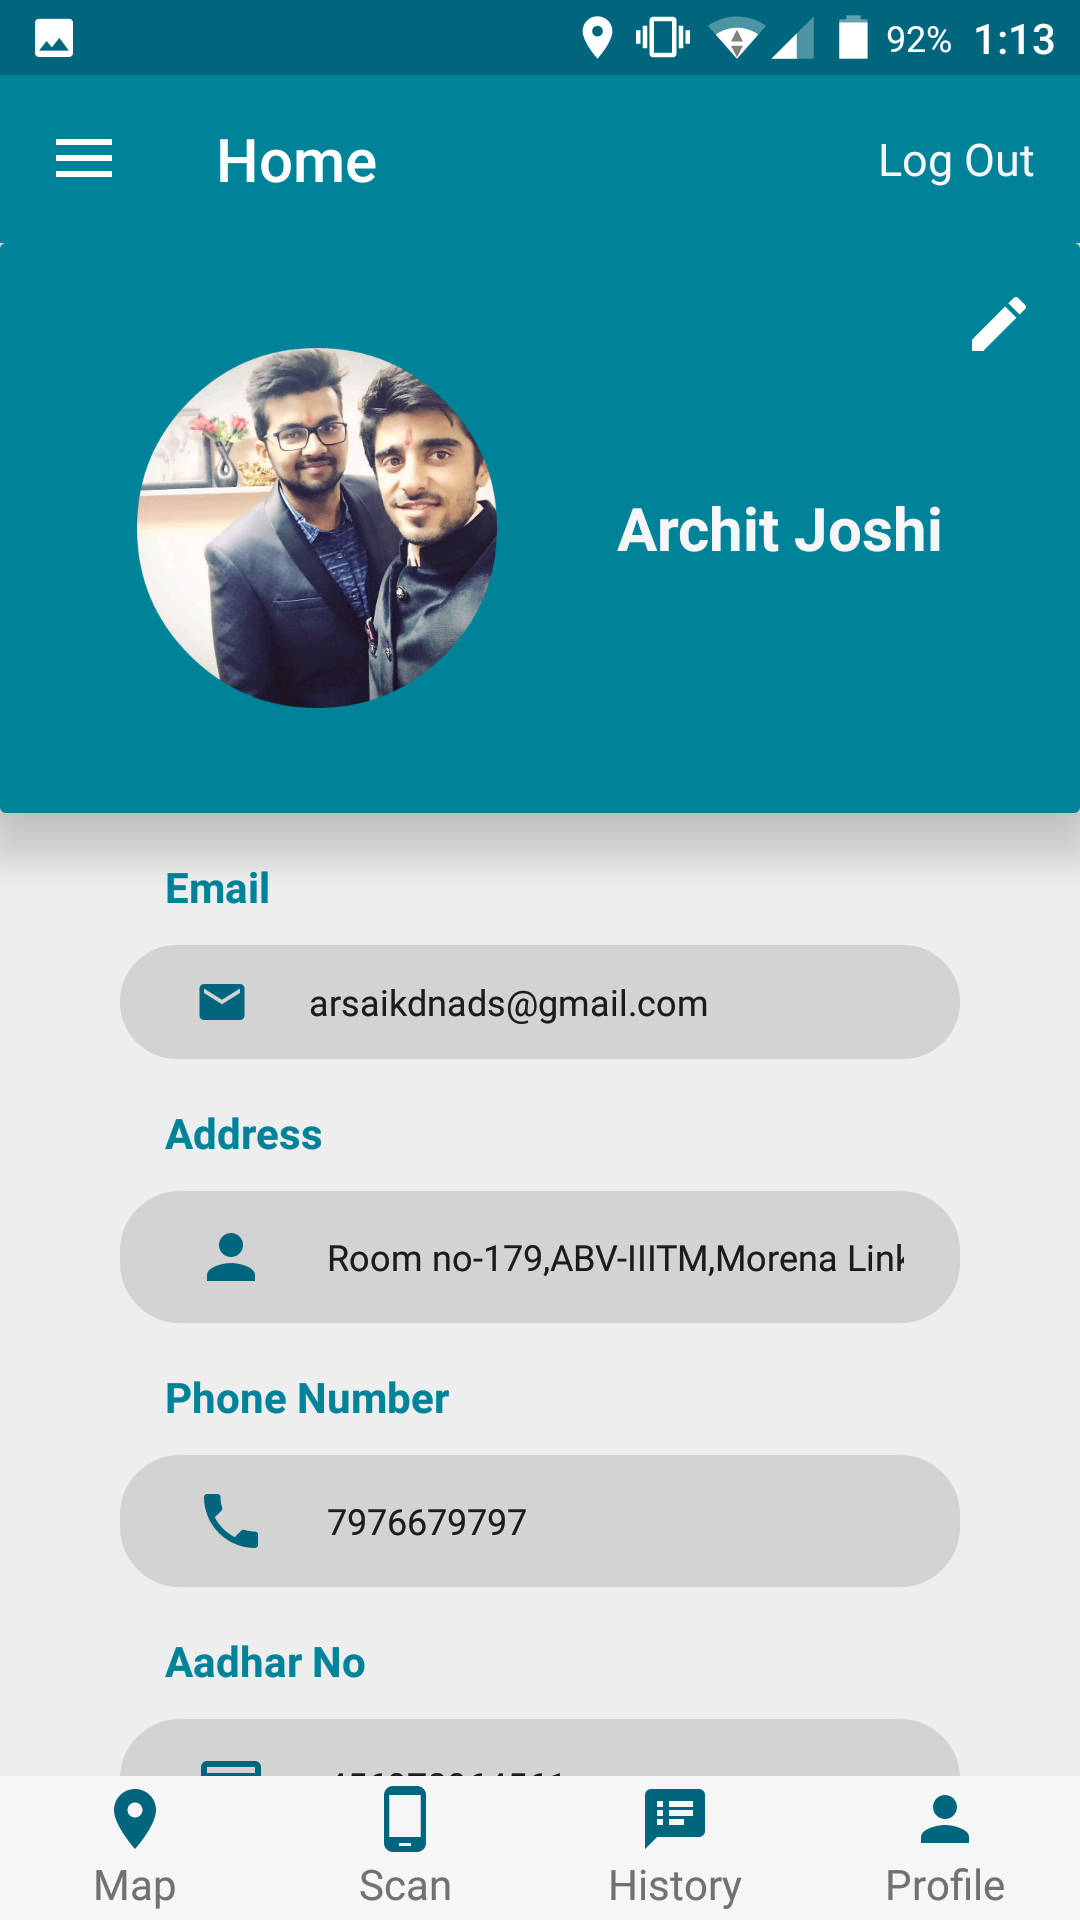 92% 1:13
Home Log Out
Archit Joshi
Email
arsaikdnads@gmail.com
Address
Room no-179,ABV-IIITM,Morena Link
Phone Number
7976679797
Aadhar No
Map Scan History Profile